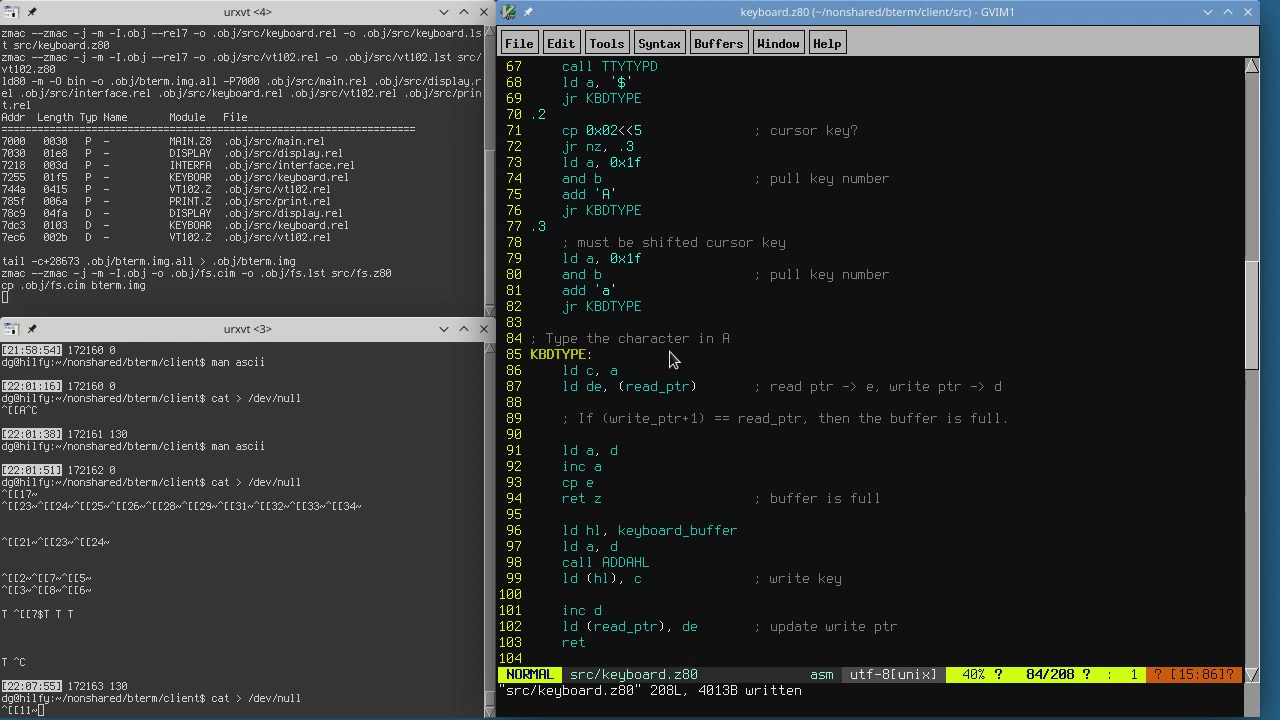 urxvt <4>
zmac --zmac -j -m -I.obj --rel7 -o .obj/src/keyboard.rel -o .obj/src/keyboard.ls
t src/keyboard.z80
zmac --zmac -j -m -I.obj --rel7 -o .obj/src/vt102.rel -o .obj/src/vt102.lst src/
vt102.z80
ld80 -m -O bin -o .obj/bterm.img.all -P7000 .obj/src/main.rel .obj/src/display.r
el .obj/src/interface.rel .obj/src/keyboard.rel .obj/src/vt102.rel .obj/src/prin
t.rel
Addr Length Typ Name Module File
================================================================
7000 0030 P - MAIN.Z8 .obj/src/main.rel
7030 01e8 P - DISPLAY .obj/src/display.rel
7218 003d P - INTERFA .obj/src/interface.rel
7255 01f5 P - KEYBOAR .obj/src/keyboard.rel
744a 0415 P - VT102.Z .obj/src/vt102.rel
785f 006a P - PRINT.Z .obj/src/print.rel
78c9 04fa D - DISPLAY .obj/src/display.rel
7dc3 0103 D - KEYBOAR .obj/src/keyboard.rel
7ec6 002b D - VT102.Z .obj/src/vt102.rel
tail -c+28673 .obj/bterm.img.all > .obj/bterm.img
zmac --zmac -j -m -I.obj -o .obj/fs.cim -o .obj/fs.lst src/fs.z80
cp .obj/fs.cim bterm.img
urxvt <3>
[21:58:54] 172160 0
dg@hilfy:~/nonshared/bterm/client$ man ascii
[22:01:16] 172160 0
dg@hilfy:~/nonshared/bterm/client$ cat > /dev/null
^[[A^C
[22:01:38] 172161 130
dg@hilfy:~/nonshared/bterm/client$ man ascii
[22:01:51] 172162 0
dg@hilfy:~/nonshared/bterm/client$ cat > /dev/null
^[[17~
^[[23~^[[24~^[[25~^[[26~^[[28~^[[29~^[[31~^[[32~^[[33~^[[34~
^[[21~^[[23~^[[24~
^[[2~^[[7~^[[5~
^[[3~^[[8~^[[6~
T ^[[7$T T T
T ^C
[22:07:55] 172163 130
dg@hilfy:~/nonshared/bterm/client$ cat > /dev/null
^[[11~
keyboard.z80 (~/nonshared/bterm/client/src) - GVIM1
File Edit Tools Syntax Buffers Window Help
67 call TTYTYPD
68 ld a, '$'
69 jr KBDTYPE
70 .2
71 cp 0x02<<5 ; cursor key?
72 jr nz, .3
73 ld a, 0x1f
74 and b ; pull key number
75 add 'A'
76 jr KBDTYPE
77 .3
78 ; must be shifted cursor key
79 ld a, 0x1f
80 and b ; pull key number
81 add 'a'
82 jr KBDTYPE
83
84 ; Type the character in A
85 KBDTYPE:
86 ld c, a
87 ld de, (read_ptr) ; read ptr -> e, write ptr -> d
88
89 ; If (write_ptr+1) == read_ptr, then the buffer is full.
90
91 ld a, d
92 inc a
93 cp e
94 ret z ; buffer is full
95
96 ld hl, keyboard_buffer
97 ld a, d
98 call ADDAHL
99 ld (hl), c ; write key
100
101 inc d
102 ld (read_ptr), de ; update write ptr
103 ret
104
NORMAL src/keyboard.z80 asm utf-8[unix] 40% ? 84/208 ? : 1 ? [15:86]?
"src/keyboard.z80" 208L, 4013B written